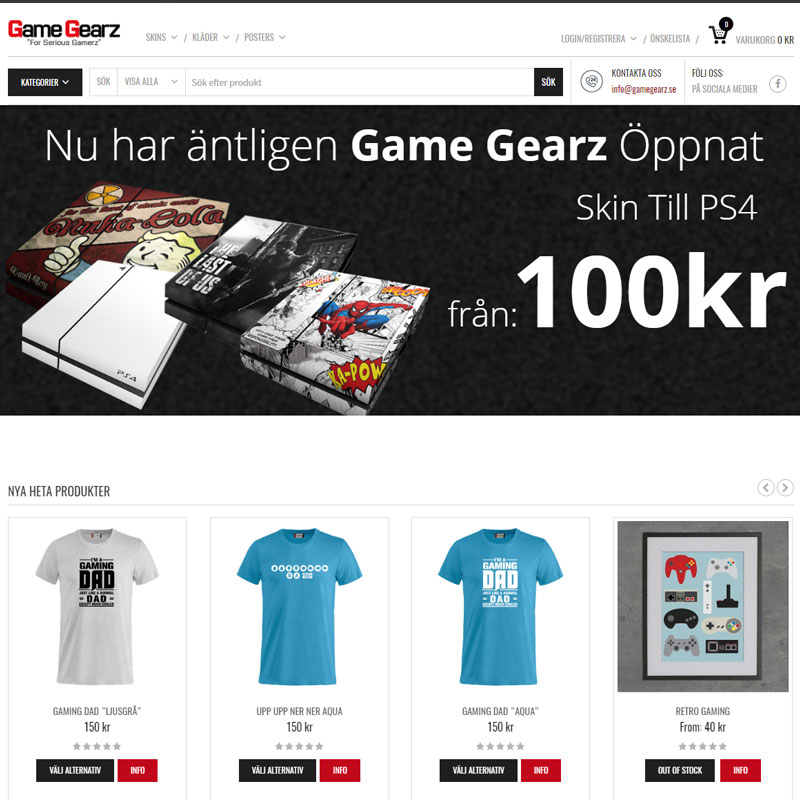 Game Gearz
"For Serious Gamerz"
SKINS / KLÄDER / POSTERS
LOGIN/REGISTRERA / ÖNSKELISTA /
0
VARUKORG 0 KR
KATEGORIER
SÖK
VISA ALLA
Sök efter produkt
SÖK
24
KONTAKTA OSS
info@gamegearz.se
FÖLJ OSS:
PÅ SOCIALA MEDIER
f
Nu har äntligen Game Gearz Öppnat
Skin Till PS4
från: 100kr
Nuka-Cola
THE LAST OF US
PS4
KA-POW
NYA HETA PRODUKTER
I'M A
GAMING
DAD
JUST LIKE A NORMAL
DAD
EXCEPT MUCH COOLER
I'M A
GAMING
DAD
JUST LIKE A NORMAL
DAD
EXCEPT MUCH COOLER
GAMING DAD "LJUSGRÅ"
150 kr
VÄLJ ALTERNATIV
INFO
UPP UPP NER NER AQUA
150 kr
VÄLJ ALTERNATIV
INFO
GAMING DAD "AQUA"
150 kr
VÄLJ ALTERNATIV
INFO
RETRO GAMING
From: 40 kr
OUT OF STOCK
INFO